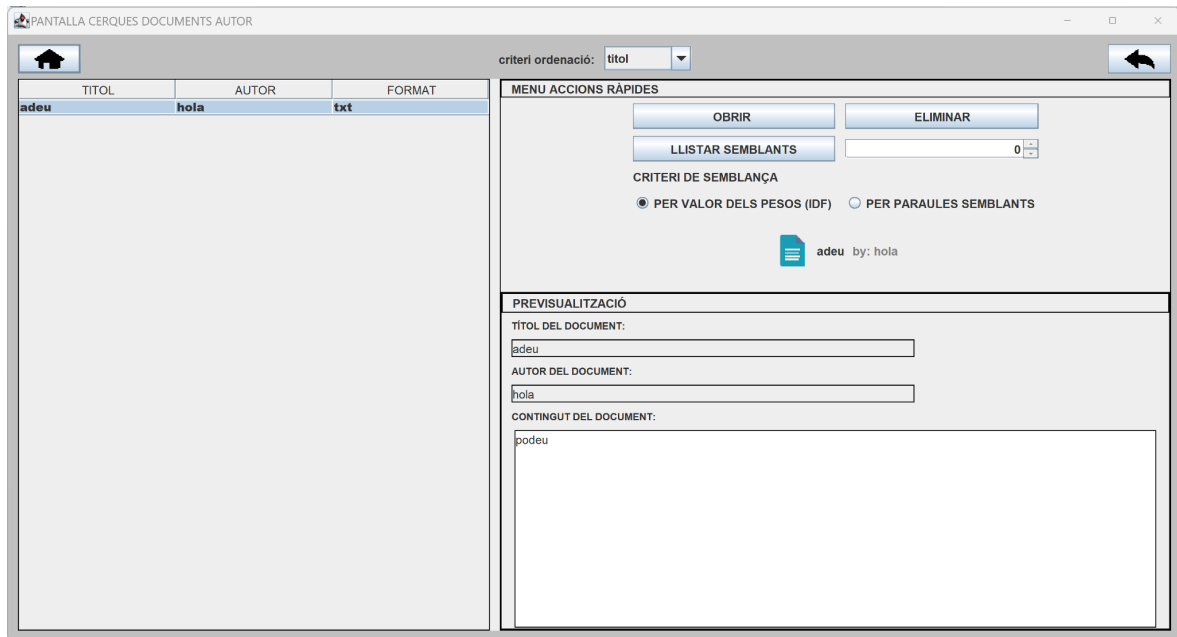 PANTALLA CERQUES DOCUMENTS AUTOR
criteri ordenació: titol
TITOL AUTOR FORMAT
adeu hola txt
MENU ACCIONS RÀPIDES
OBRIR ELIMINAR
LLISTAR SEMBLANTS 0
CRITERI DE SEMBLANÇA
PER VALOR DELS PESOS (IDF) PER PARAULES SEMBLANTS
adeu by: hola
PREVISUALITZACIÓ
TÍTOL DEL DOCUMENT:
adeu
AUTOR DEL DOCUMENT:
hola
CONTINGUT DEL DOCUMENT:
podeu